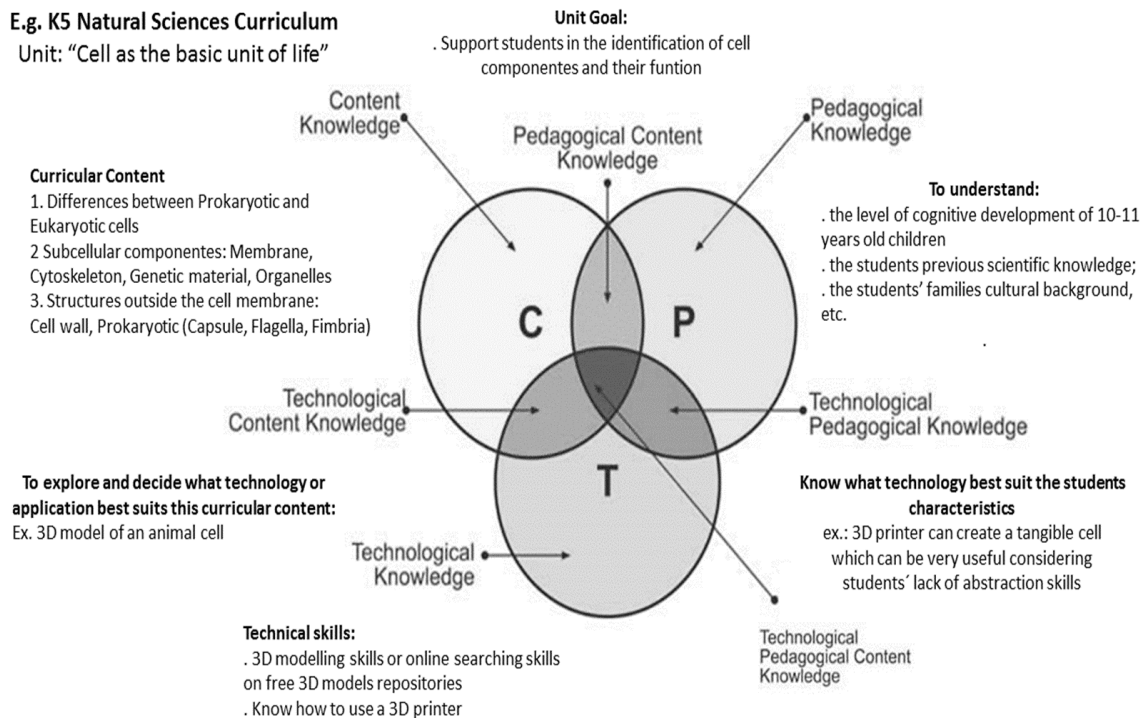 E.g. K5 Natural Sciences Curriculum
Unit: “Cell as the basic unit of life”
Unit Goal:
. Support students in the identification of cell
componentes and their funtion
Content
Knowledge
Pedagogical Content
Knowledge
Pedagogical
Knowledge
Curricular Content
1. Differences between Prokaryotic and
Eukaryotic cells
2 Subcellular componentes: Membrane,
Cytoskeleton, Genetic material, Organelles
3. Structures outside the cell membrane:
Cell wall, Prokaryotic (Capsule, Flagella, Fimbria)
To understand:
. the level of cognitive development of 10-11
years old children
. the students previous scientific knowledge;
. the students’ families cultural background,
etc.
.
C
P
T
Technological
Content Knowledge
Technological
Pedagogical Knowledge
To explore and decide what technology or
application best suits this curricular content:
Ex. 3D model of an animal cell
Know what technology best suit the students
characteristics
ex.: 3D printer can create a tangible cell
which can be very useful considering
students´ lack of abstraction skills
Technological
Knowledge
Technological
Pedagogical Content
Knowledge
Technical skills:
. 3D modelling skills or online searching skills
on free 3D models repositories
. Know how to use a 3D printer